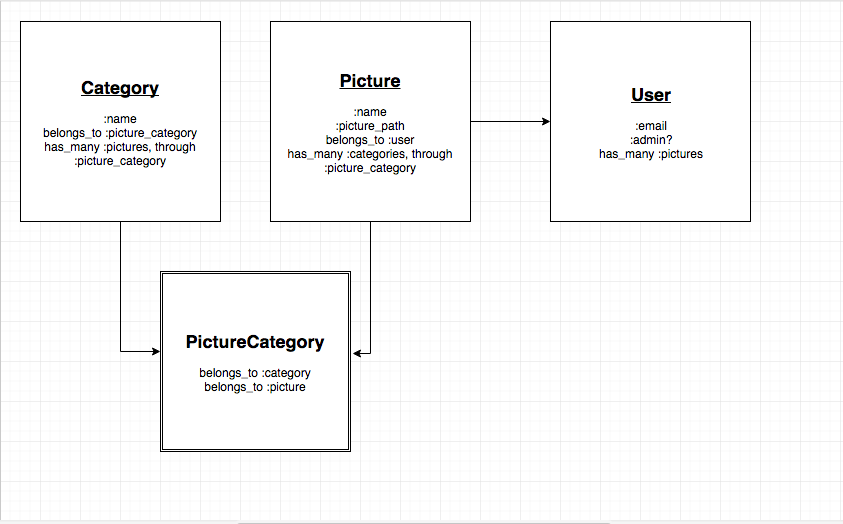 Category
:name
belongs_to :picture_category
has_many :pictures, through
:picture_category
Picture
:name
:picture_path
belongs_to :user
has_many :categories, through
:picture_category
User
:email
:admin?
has_many :pictures
PictureCategory
belongs_to :category
belongs_to :picture